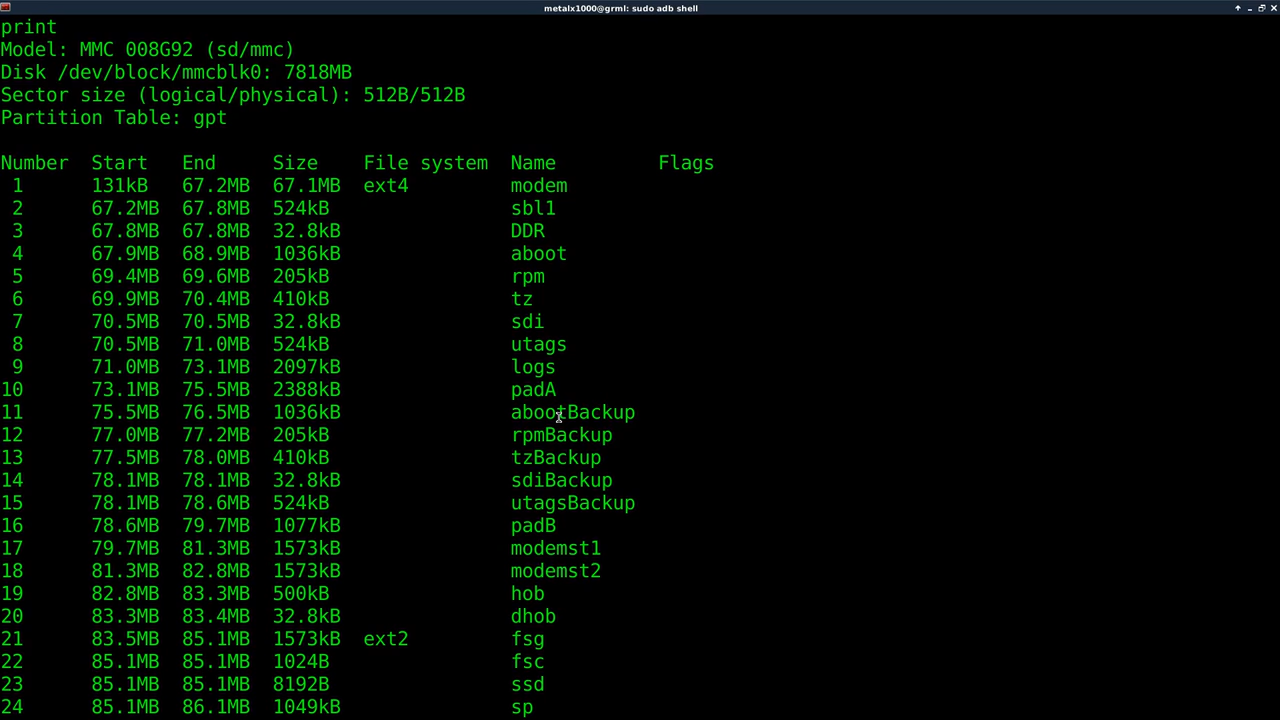 metalx1000@grml: sudo adb shell
print
Model: MMC 008G92 (sd/mmc)
Disk /dev/block/mmcblk0: 7818MB
Sector size (logical/physical): 512B/512B
Partition Table: gpt
Number  Start   End     Size    File system  Name         Flags
 1      131kB   67.2MB  67.1MB  ext4         modem
 2      67.2MB  67.8MB  524kB                sbl1
 3      67.8MB  67.8MB  32.8kB               DDR
 4      67.9MB  68.9MB  1036kB               aboot
 5      69.4MB  69.6MB  205kB                rpm
 6      69.9MB  70.4MB  410kB                tz
 7      70.5MB  70.5MB  32.8kB               sdi
 8      70.5MB  71.0MB  524kB                utags
 9      71.0MB  73.1MB  2097kB               logs
10      73.1MB  75.5MB  2388kB               padA
11      75.5MB  76.5MB  1036kB               abootBackup
12      77.0MB  77.2MB  205kB                rpmBackup
13      77.5MB  78.0MB  410kB                tzBackup
14      78.1MB  78.1MB  32.8kB               sdiBackup
15      78.1MB  78.6MB  524kB                utagsBackup
16      78.6MB  79.7MB  1077kB               padB
17      79.7MB  81.3MB  1573kB               modemst1
18      81.3MB  82.8MB  1573kB               modemst2
19      82.8MB  83.3MB  500kB                hob
20      83.3MB  83.4MB  32.8kB               dhob
21      83.5MB  85.1MB  1573kB  ext2         fsg
22      85.1MB  85.1MB  1024B                fsc
23      85.1MB  85.1MB  8192B                ssd
24      85.1MB  86.1MB  1049kB               sp